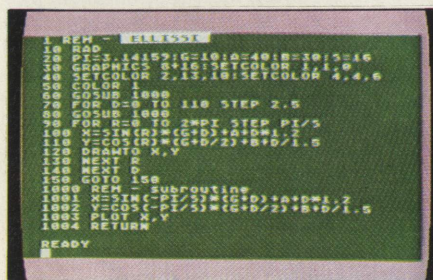 1 REM - ELLISSI
10 RAD
20 PI=3.14159:G=10:A=40:B=30:S=16
30 GRAPHICS 8+16:SETCOLOR 1,1,0
40 SETCOLOR 2,13,10:SETCOLOR 4,4,6
50 COLOR 1
60 GOSUB 1000
70 FOR D=0 TO 110 STEP 2.5
80 GOSUB 1000
90 FOR R=0 TO 2*PI STEP PI/S
100 X=SIN(R)*(G+D)+A+D*1.2
110 Y=COS(R)*(G+D/2)+B+D/1.5
120 DRAWTO X,Y
130 NEXT R
140 NEXT D
150 GOTO 150
1000 REM - subroutine
1001 X=SIN(-PI/S)*(G+D)+A+D*1.2
1002 Y=COS(-PI/S)*(G+D/2)+B+D/1.5
1003 PLOT X,Y
1004 RETURN
READY